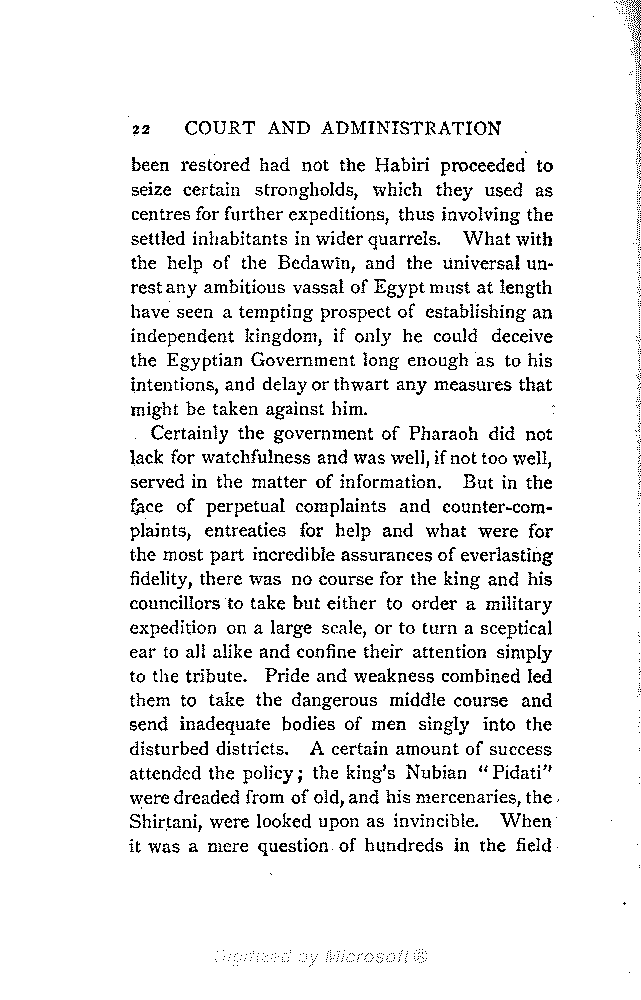 22 COURT AND ADMINISTRATION
been restored had not the Habiri proceeded to
seize certain strongholds, which they used as
centres for further expeditions, thus involving the
settled inhabitants in wider quarrels. What with
the help of the Bedawîn, and the universal un-
rest any ambitious vassal of Egypt must at length
have seen a tempting prospect of establishing an
independent kingdom, if only he could deceive
the Egyptian Government long enough as to his
intentions, and delay or thwart any measures that
might be taken against him.
Certainly the government of Pharaoh did not
lack for watchfulness and was well, if not too well,
served in the matter of information. But in the
face of perpetual complaints and counter-com-
plaints, entreaties for help and what were for
the most part incredible assurances of everlasting
fidelity, there was no course for the king and his
councillors to take but either to order a military
expedition on a large scale, or to turn a sceptical
ear to all alike and confine their attention simply
to the tribute. Pride and weakness combined led
them to take the dangerous middle course and
send inadequate bodies of men singly into the
disturbed districts. A certain amount of success
attended the policy; the king's Nubian "Pidati"
were dreaded from of old, and his mercenaries, the
Shirtani, were looked upon as invincible. When
it was a mere question of hundreds in the field
Digitized by Microsoft ®